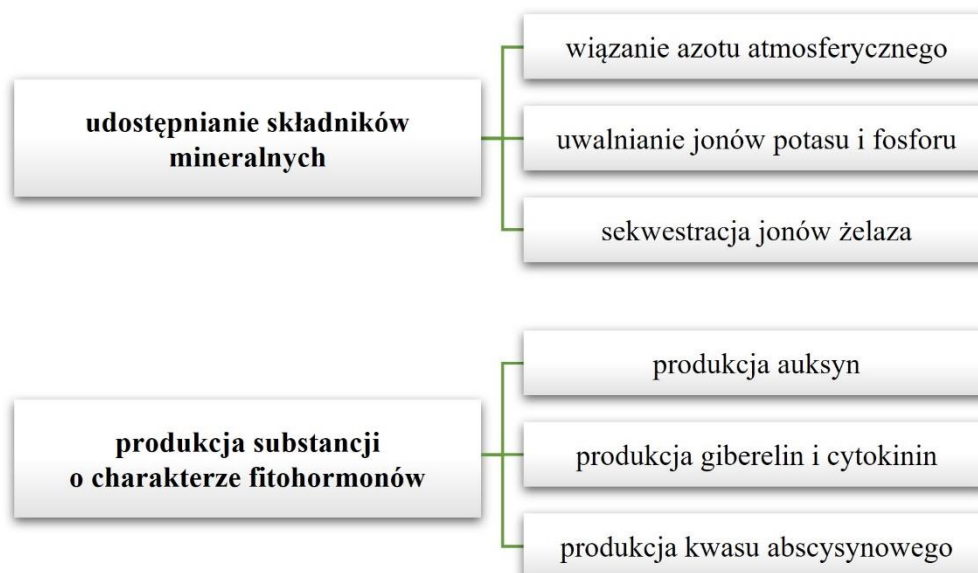 udostępnianie składników
mineralnych
wiązanie azotu atmosferycznego
uwalnianie jonów potasu i fosforu
sekwestracja jonów żelaza
produkcja substancji
o charakterze fitohormonów
produkcja auksyn
produkcja giberelin i cytokinin
produkcja kwasu abscysynowego